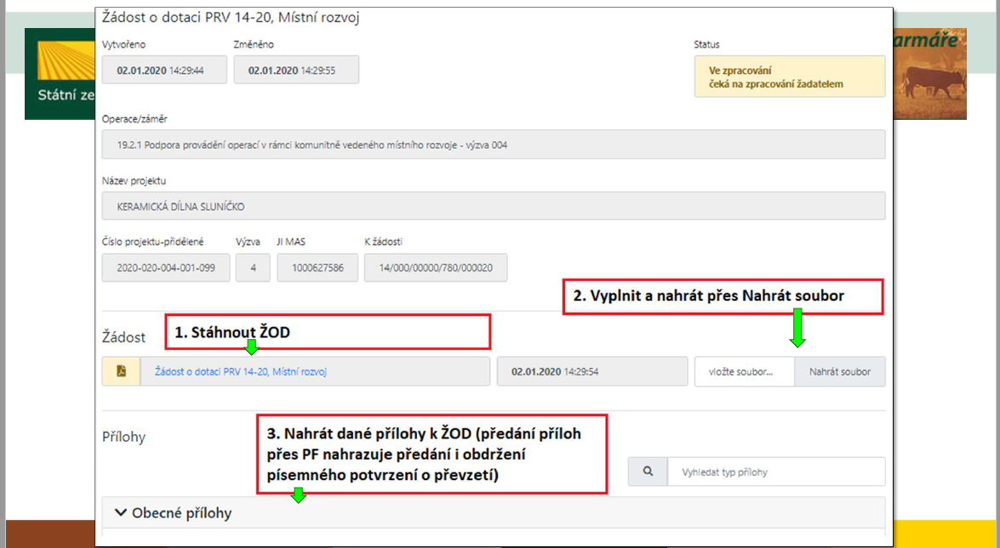 Žádost o dotaci PRV 14-20, Místní rozvoj
Vytvořeno Změněno Status
02.01.2020 14:29:44 02.01.2020 14:29:55
Ve zpracování
čeká na zpracování žadatelem
armáře
Státní ze
Operace/záměr
19.2.1 Podpora provádění operací v rámci komunitně vedeného místního rozvoje - výzva 004
Název projektu
KERAMICKÁ DÍLNA SLUNÍČKO
Číslo projektu-přidělené Výzva JI MAS K žádosti
2020-020-004-001-099 4 1000627586 14/000/00000/780/000020
2. Vyplnit a nahrát přes Nahrát soubor
Žádost
1. Stáhnout ŽOD
Žádost o dotaci PRV 14-20, Místní rozvoj 02.01.2020 14:29:54 vložte soubor... Nahrát soubor
Přílohy
3. Nahrát dané přílohy k ŽOD (předání příloh
přes PF nahrazuje předání i obdržení
písemného potvrzení o převzetí)
Vyhledat typ přílohy
Obecné přílohy